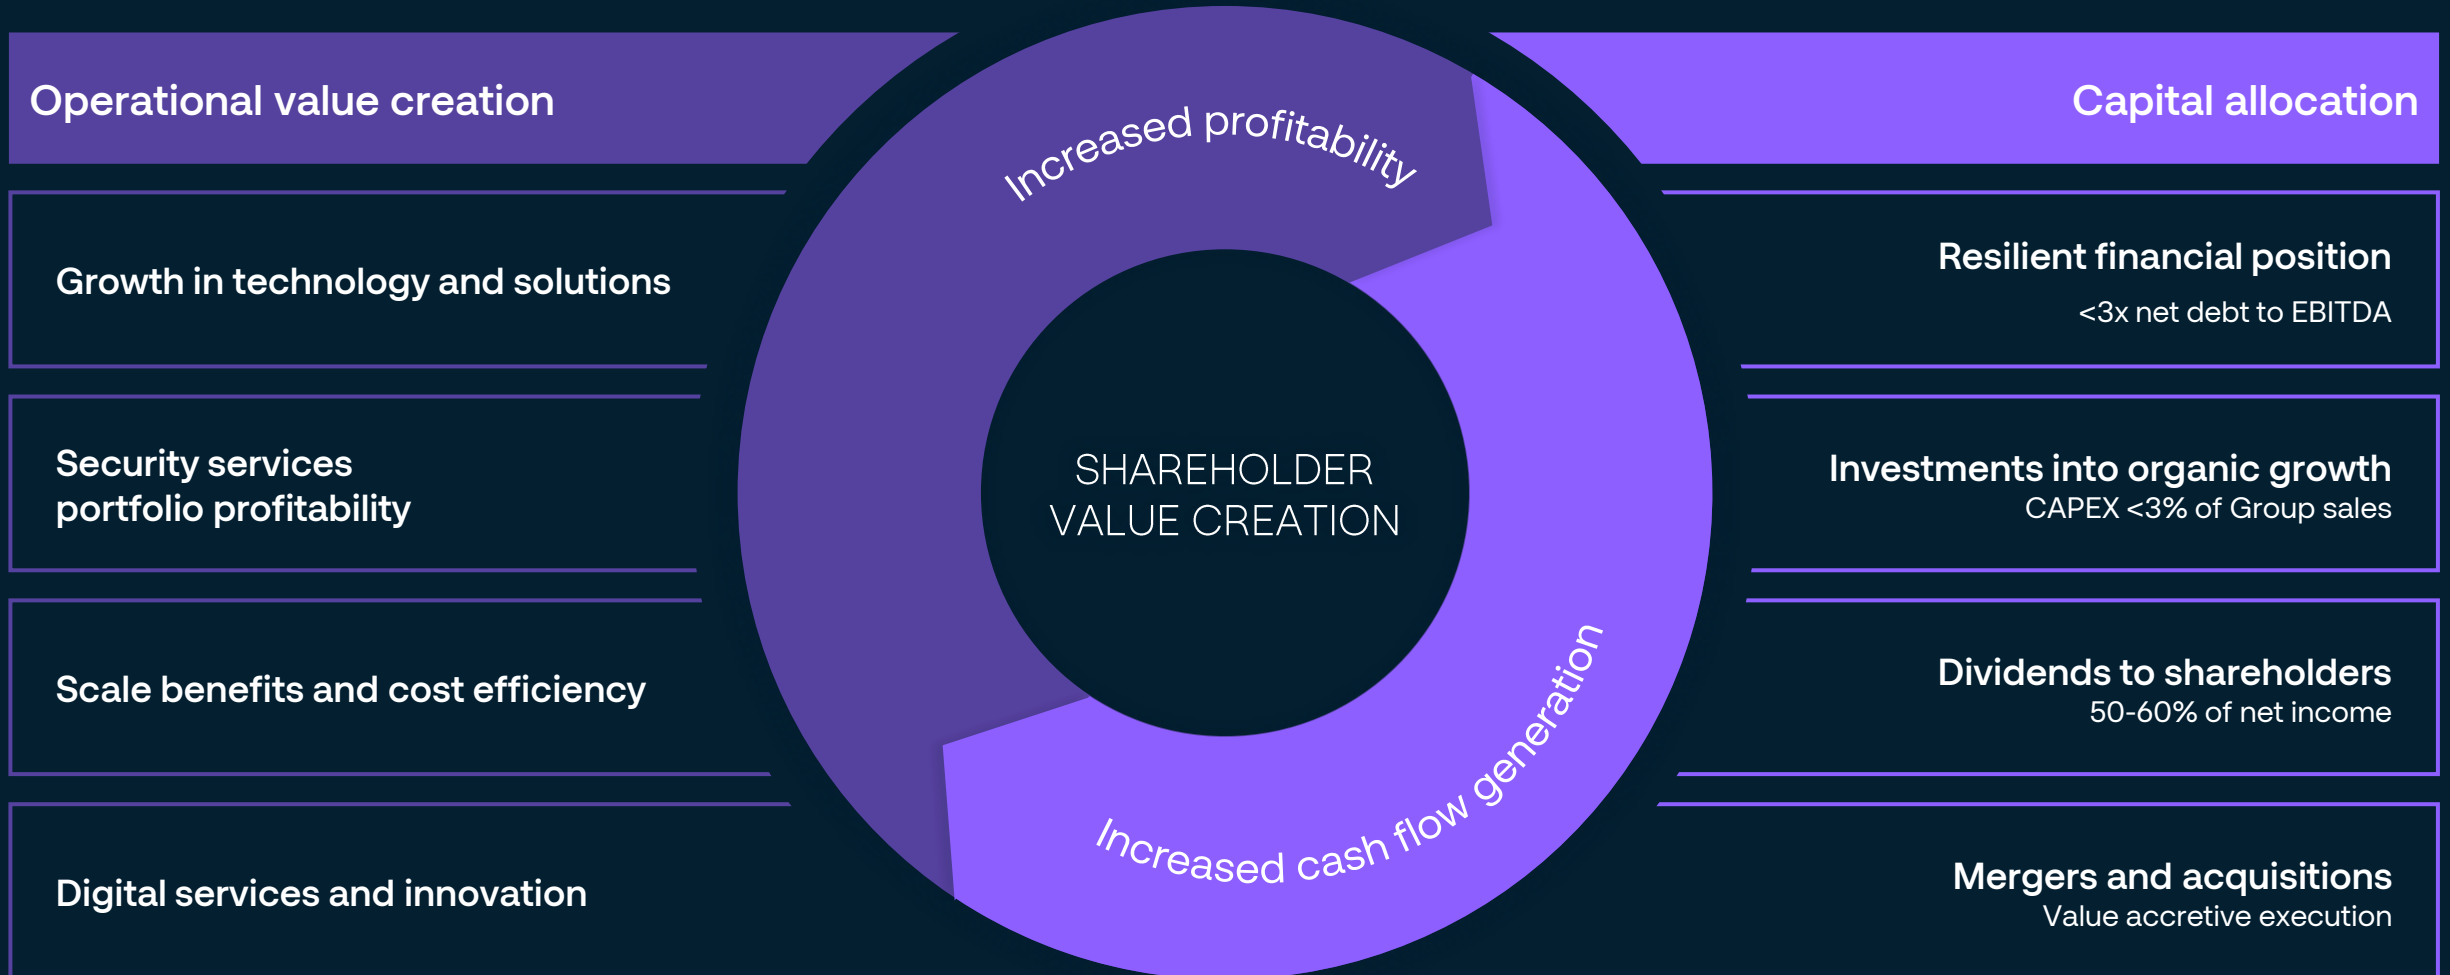 Operational value creation
Growth in technology and solutions
Security services
portfolio profitability
Scale benefits and cost efficiency
Digital services and innovation
Increased profitability
SHAREHOLDER
VALUE CREATION
Increased cash flow generation
Capital allocation
Resilient financial position
<3x net debt to EBITDA
Investments into organic growth
CAPEX <3% of Group sales
Dividends to shareholders
50-60% of net income
Mergers and acquisitions
Value accretive execution